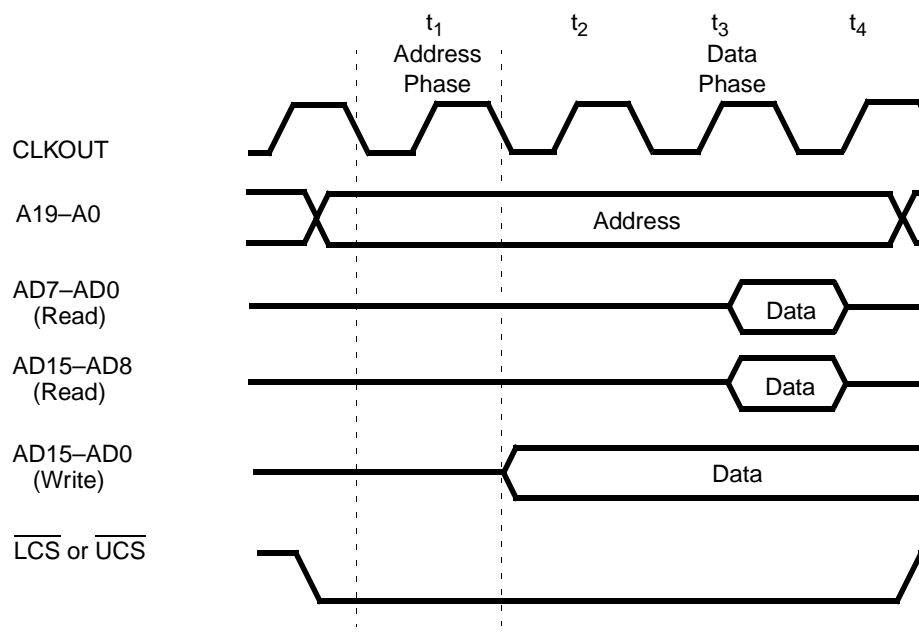 t1 t2 t3 t4
Address Data
Phase Phase
CLKOUT
A19–A0
Address
AD7–AD0
(Read)
Data
AD15–AD8
(Read)
Data
AD15–AD0
(Write)
Data
LCS or UCS